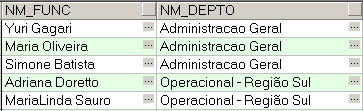 NM_FUNC NM_DEPTO
Yuri Gagari Administracao Geral
Maria Oliveira Administracao Geral
Simone Batista Administracao Geral
Adriana Doretto Operacional - Região Sul
MariaLinda Sauro Operacional - Região Sul